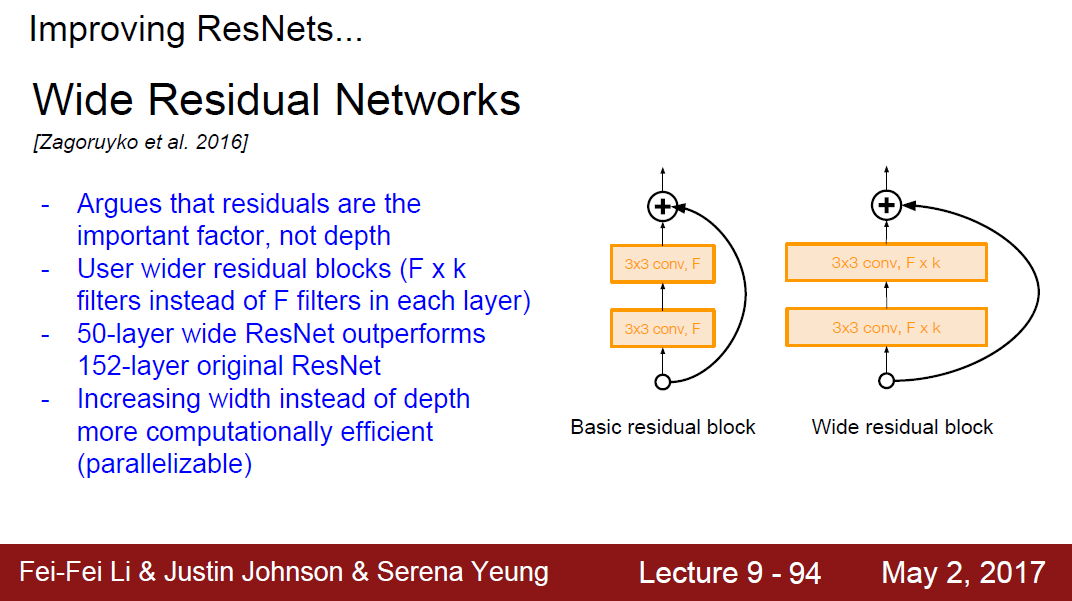 Improving ResNets...
Wide Residual Networks
[Zagoruyko et al. 2016]
- Argues that residuals are the
important factor, not depth
- User wider residual blocks (F x k
filters instead of F filters in each layer)
- 50-layer wide ResNet outperforms
152-layer original ResNet
- Increasing width instead of depth
more computationally efficient
(parallelizable)
3x3 conv, F
3x3 conv, F
Basic residual block
3x3 conv, F x k
3x3 conv, F x k
Wide residual block
Fei-Fei Li & Justin Johnson & Serena Yeung
Lecture 9 - 94
May 2, 2017